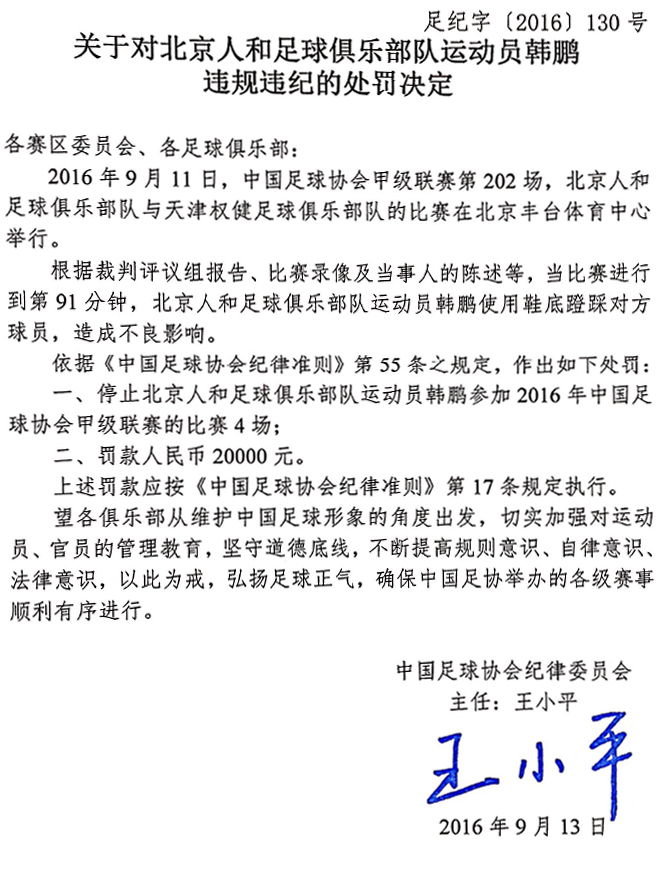 足纪字〔2016〕130 号
关于对北京人和足球俱乐部队运动员韩鹏
违规违纪的处罚决定
各赛区委员会、各足球俱乐部：
2016 年 9 月 11 日，中国足球协会甲级联赛第 202 场，北京人和
足球俱乐部队与天津权健足球俱乐部队的比赛在北京丰台体育中心
举行。
根据裁判评议组报告、比赛录像及当事人的陈述等，当比赛进行
到第 91 分钟，北京人和足球俱乐部队运动员韩鹏使用鞋底蹬踩对方
球员，造成不良影响。
依据《中国足球协会纪律准则》第 55 条之规定，作出如下处罚：
一、停止北京人和足球俱乐部队运动员韩鹏参加 2016 年中国足
球协会甲级联赛的比赛 4 场；
二、罚款人民币 20000 元。
上述罚款应按《中国足球协会纪律准则》第 17 条规定执行。
望各俱乐部从维护中国足球形象的角度出发，切实加强对运动
员、官员的管理教育，坚守道德底线，不断提高规则意识、自律意识、
法律意识，以此为戒，弘扬足球正气，确保中国足协举办的各级赛事
顺利有序进行。
中国足球协会纪律委员会
主任：王小平
王小平
2016 年 9 月 13 日